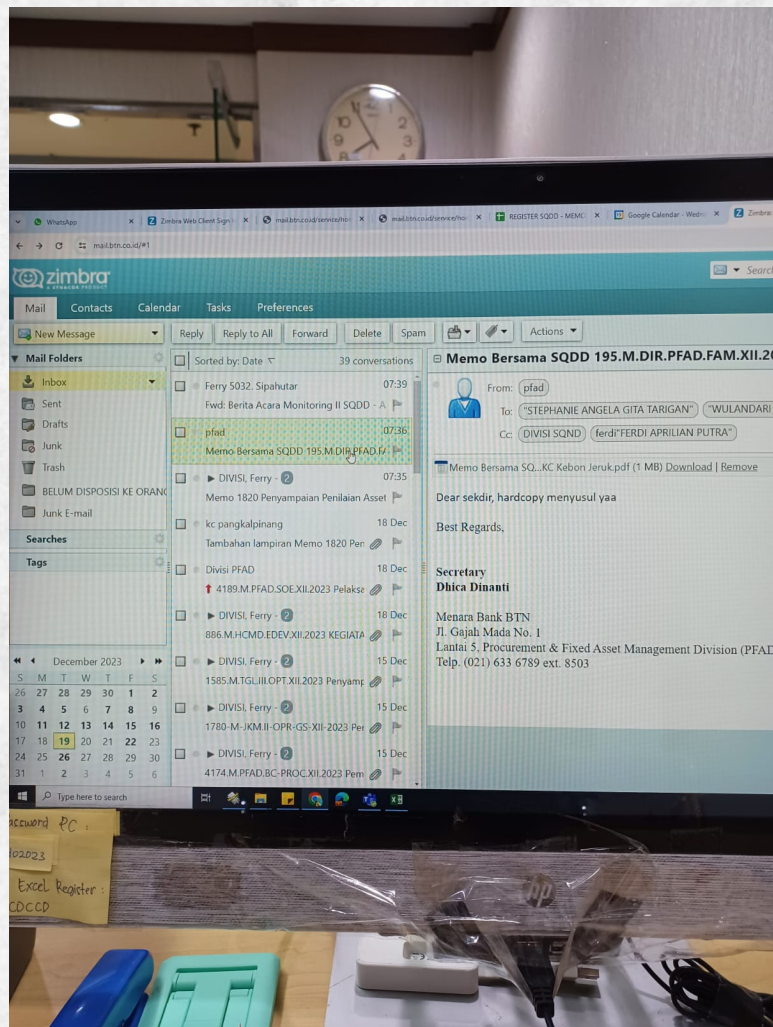 10
2
9
3
8
WhatsApp
Zimbra Web Client Sign
mail.btn.co.id/service/ho
mail.btn.co.id/service/ho
REGISTER SQDD - MEMO
Google Calendar - Wedn
Zimbra
mail.btn.co.id/#1
zimbra
A SYNACOR PRODUCT
Search
Mail Contacts Calendar Tasks Preferences
New Message
Reply Reply to All Forward Delete Spam Actions
Mail Folders
Inbox
Sent
Drafts
Junk
Trash
BELUM DISPOSISI KE ORANG
Junk E-mail
Searches
Tags
December 2023
S M T W T F S
26 27 28 29 30 1 2
3 4 5 6 7 8 9
10 11 12 13 14 15 16
17 18 19 20 21 22 23
24 25 26 27 28 29 30
31 1 2 3 4 5 6
Sorted by: Date 39 conversations
Ferry 5032. Sipahutar 07:39
Fwd: Berita Acara Monitoring II SQDD - A
pfad 07:36
Memo Bersama SQDD 195.M.DIR.PFAD.FA
DIVISI, Ferry - 2 07:35
Memo 1820 Penyampaian Penilaian Asset
kc pangkalpinang 18 Dec
Tambahan lampiran Memo 1820 Pen
Divisi PFAD 18 Dec
4189.M.PFAD.SOE.XII.2023 Pelaksa
DIVISI, Ferry - 2 18 Dec
886.M.HCMD.EDEV.XII.2023 KEGIATA
DIVISI, Ferry - 2 15 Dec
1585.M.TGL.III.OPT.XII.2023 Penyamp
DIVISI, Ferry - 2 15 Dec
1780-M-JKM.II-OPR-GS-XII-2023 Per
DIVISI, Ferry - 2 15 Dec
4174.M.PFAD.BC-PROC.XII.2023 Pem
Memo Bersama SQDD 195.M.DIR.PFAD.FAM.XII.20
From: pfad
To: "STEPHANIE ANGELA GITA TARIGAN" "WULANDARI
Cc: DIVISI SQND ferdi"FERDI APRILIAN PUTRA"
Memo Bersama SQ...KC Kebon Jeruk.pdf (1 MB) Download | Remove
Dear sekdir, hardcopy menyusul yaa
Best Regards,
Secretary
Dhica Dinanti
Menara Bank BTN
Jl. Gajah Mada No. 1
Lantai 5, Procurement & Fixed Asset Management Division (PFAD
Telp. (021) 633 6789 ext. 8503
Type here to search
assword PC :
Excel Register :
CDCCD
hp